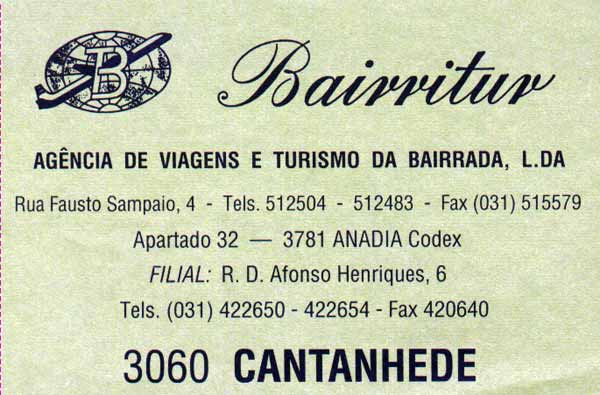 B
Bairritur
AGÊNCIA DE VIAGENS E TURISMO DA BAIRRADA, L.DA
Rua Fausto Sampaio, 4 - Tels. 512504 - 512483 - Fax (031) 515579
Apartado 32 — 3781 ANADIA Codex
FILIAL: R. D. Afonso Henriques, 6
Tels. (031) 422650 - 422654 - Fax 420640
3060 CANTANHEDE